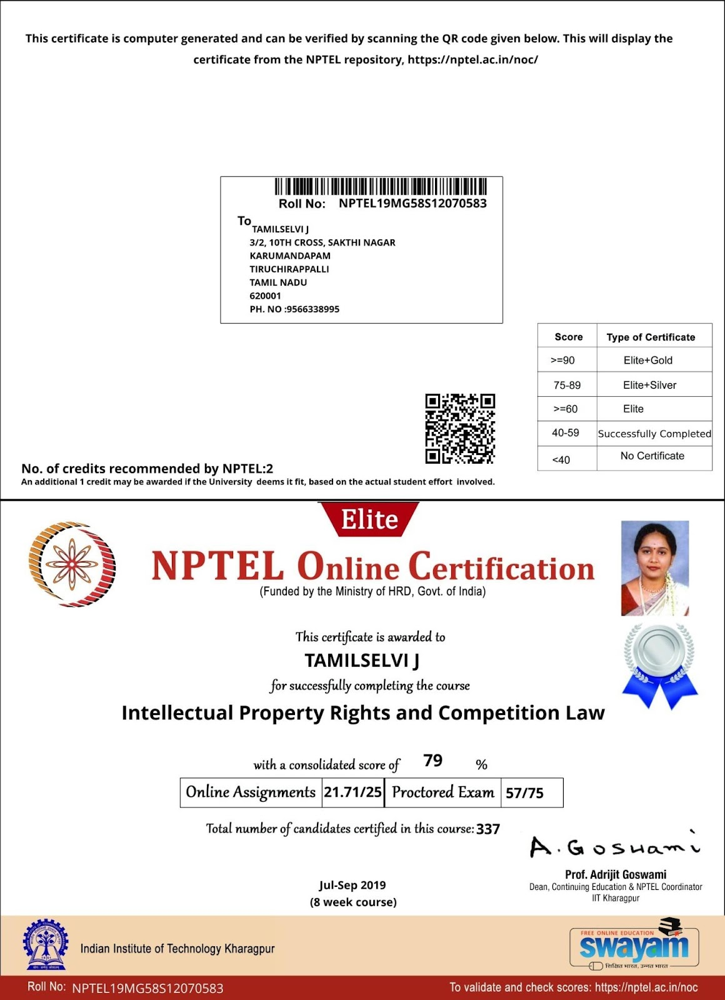 This certificate is computer generated and can be verified by scanning the QR code given below. This will display the
certificate from the NPTEL repository, https://nptel.ac.in/noc/
Roll No: NPTEL19MG58S12070583
To
TAMILSELVI J
3/2, 10TH CROSS, SAKTHI NAGAR
KARUMANDAPAM
TIRUCHIRAPPALLI
TAMIL NADU
620001
PH. NO :9566338995
Score Type of Certificate
>=90 Elite+Gold
75-89 Elite+Silver
>=60 Elite
40-59 Successfully Completed
<40 No Certificate
No. of credits recommended by NPTEL:2
An additional 1 credit may be awarded if the University deems it fit, based on the actual student effort involved.
Elite
NPTEL Online Certification
(Funded by the Ministry of HRD, Govt. of India)
This certificate is awarded to
TAMILSELVI J
for successfully completing the course
Intellectual Property Rights and Competition Law
with a consolidated score of 79 %
Online Assignments 21.71/25 Proctored Exam 57/75
Total number of candidates certified in this course: 337
A. Goswami
Prof. Adrijit Goswami
Dean, Continuing Education & NPTEL Coordinator
IIT Kharagpur
Jul-Sep 2019
(8 week course)
Indian Institute of Technology Kharagpur
FREE ONLINE EDUCATION
swayam
शिक्षित भारत, उन्नत भारत
Roll No: NPTEL19MG58S12070583
To validate and check scores: https://nptel.ac.in/noc